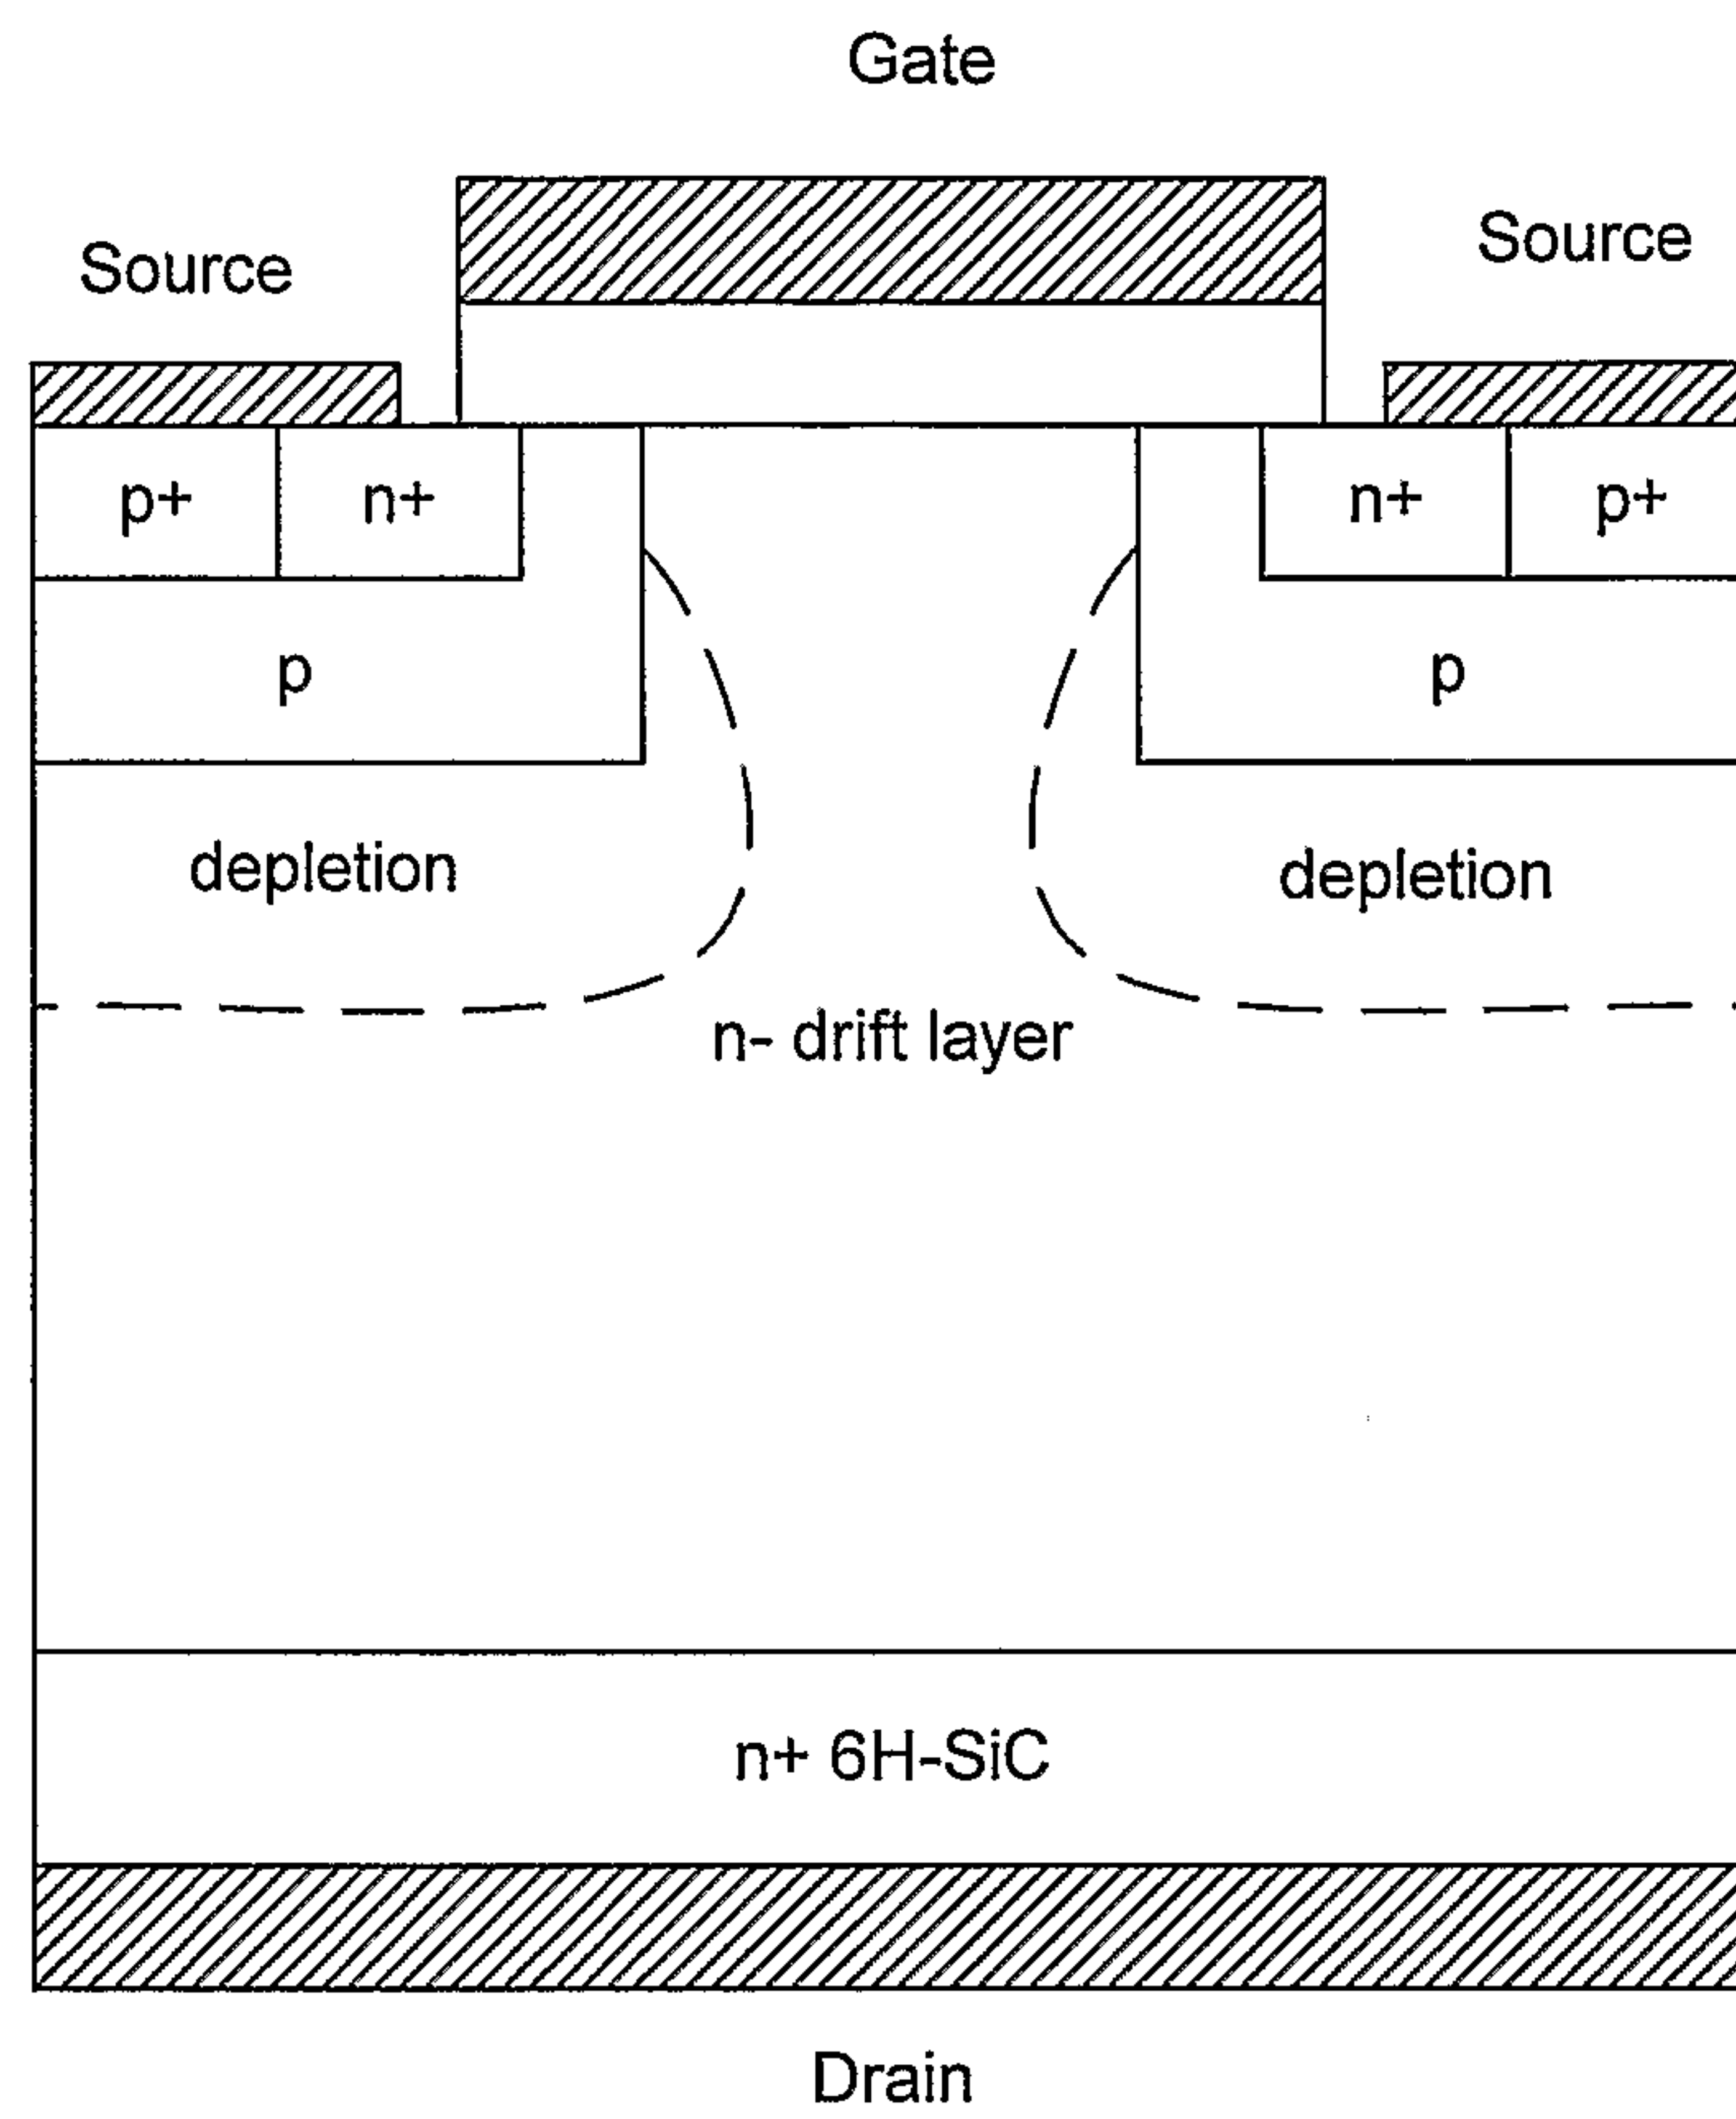 Gate
Source
Source
p+
n+
n+
p+
p
p
depletion
depletion
n- drift layer
n+ 6H-SiC
Drain